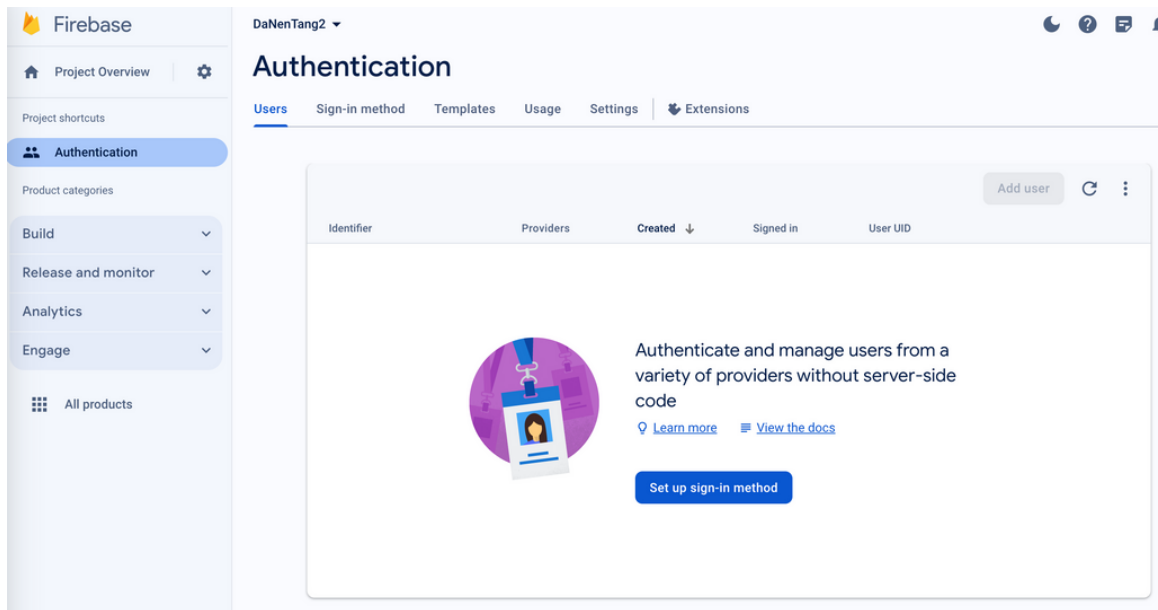 Firebase
DaNenTang2
Project Overview
Authentication
Users Sign-in method Templates Usage Settings Extensions
Project shortcuts
Authentication
Product categories
Build
Release and monitor
Analytics
Engage
All products
Add user
Identifier Providers Created Signed in User UID
Authenticate and manage users from a
variety of providers without server-side
code
Learn more View the docs
Set up sign-in method